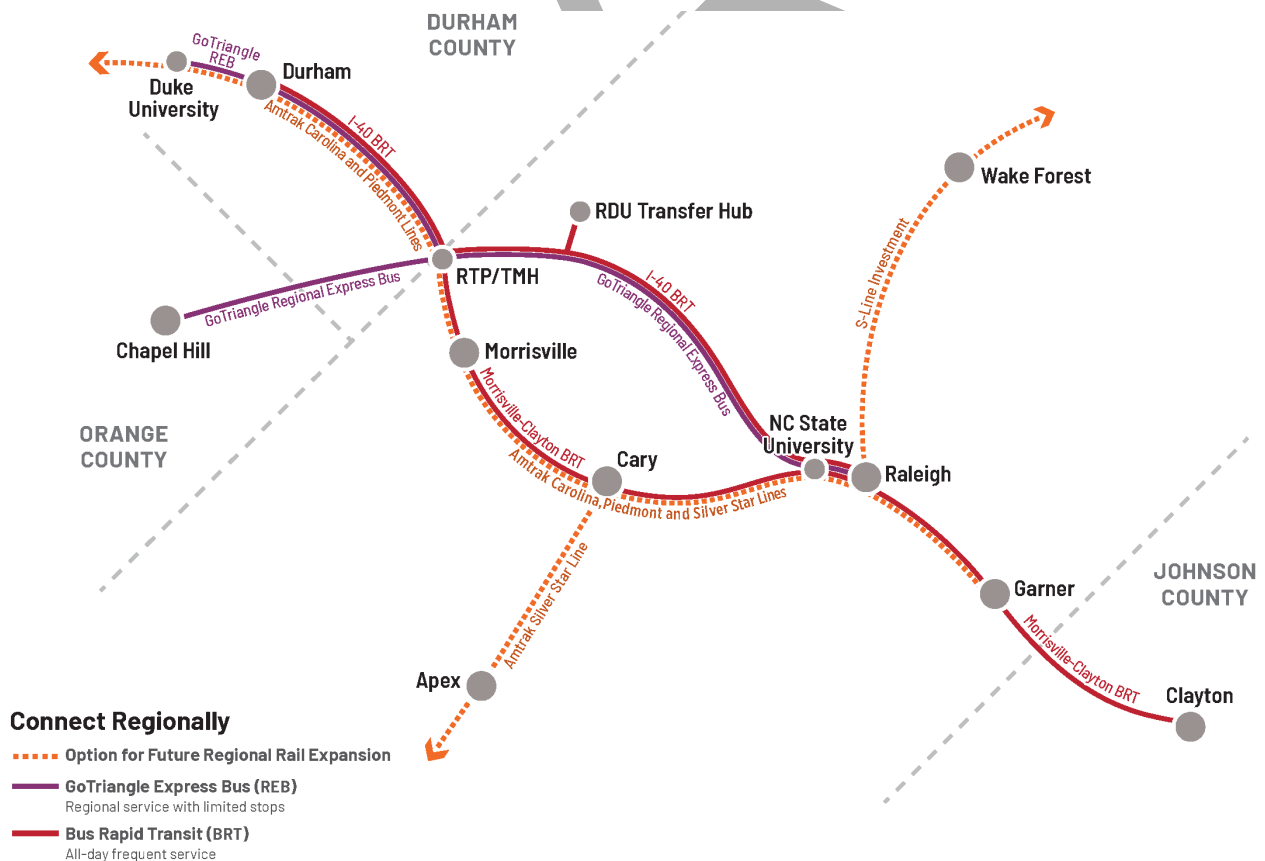 DURHAM
COUNTY
GoTriangle
REB
Durham
Duke
University
I-40 BRT
Amtrak Carolina and Piedmont Lines
Wake Forest
RDU Transfer Hub
S-Line Investment
RTP/TMH
I-40 BRT
GoTriangle Regional Express Bus
GoTriangle Regional Express Bus
Chapel Hill
Morrisville
Morrisville-Clayton BRT
ORANGE
COUNTY
NC State
University
Cary
Raleigh
Amtrak Carolina, Piedmont and Silver Star Lines
Amtrak Silver Star Line
JOHNSON
COUNTY
Garner
Morrisville-Clayton BRT
Apex
Clayton
Connect Regionally
Option for Future Regional Rail Expansion
GoTriangle Express Bus (REB)
Regional service with limited stops
Bus Rapid Transit (BRT)
All-day frequent service